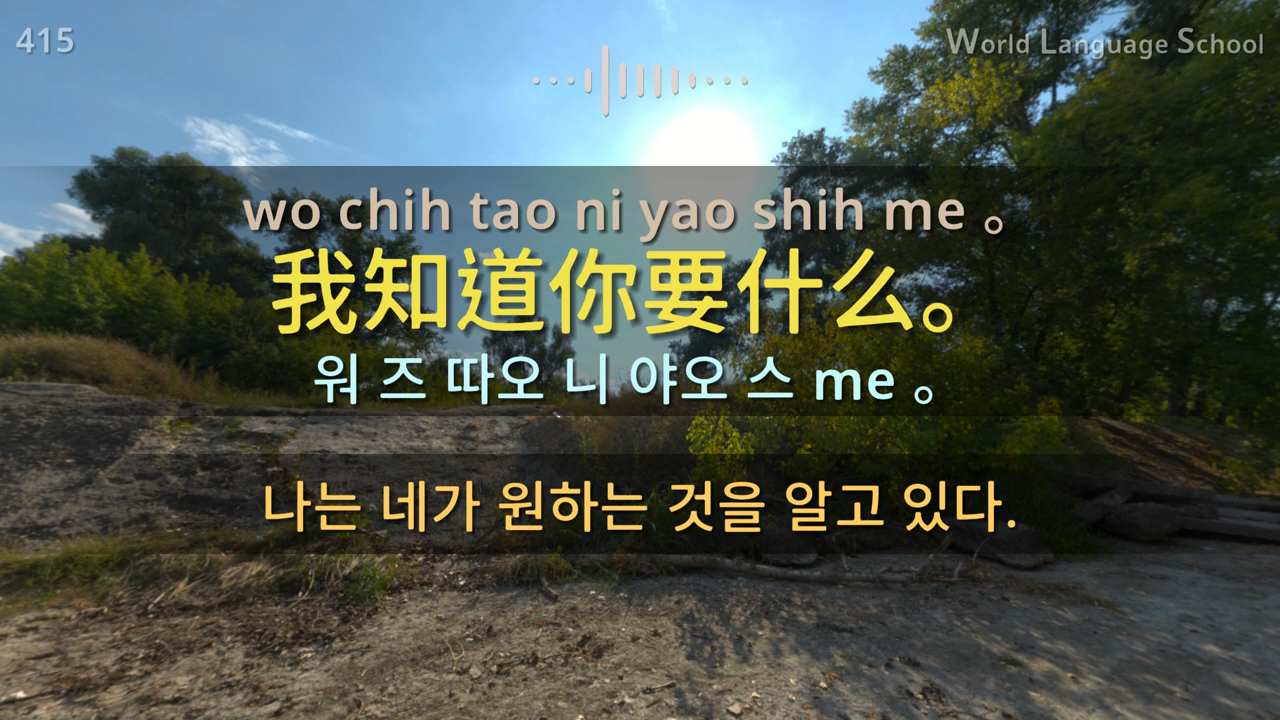 415
World Language School
wo chih tao ni yao shih me 。
我知道你要什么。
워 즈 따오 니 야오 스 me 。
나는 네가 원하는 것을 알고 있다.